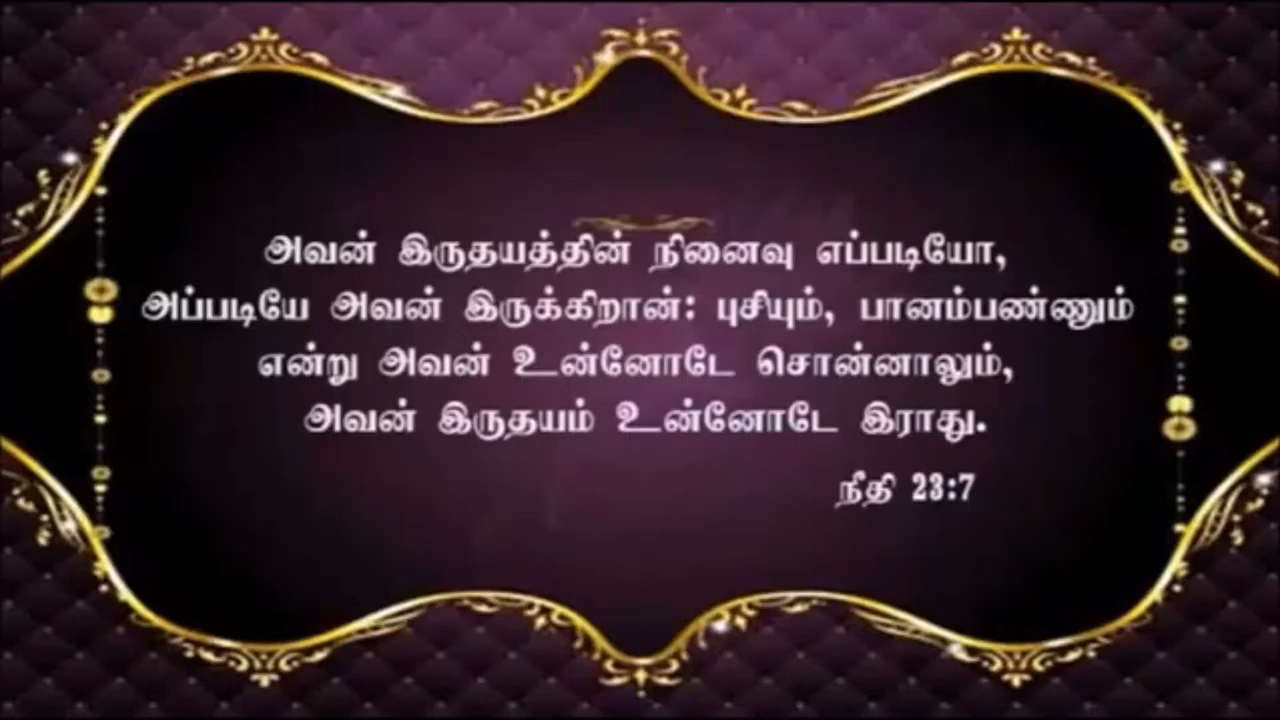 அவன் இருதயத்தின் நினைவு எப்படியோ,
அப்படியே அவன் இருக்கிறான்: புசியும், பானம்பண்ணும்
என்று அவன் உன்னோடே சொன்னாலும்,
அவன் இருதயம் உன்னோடே இராது.
நீதி 23:7